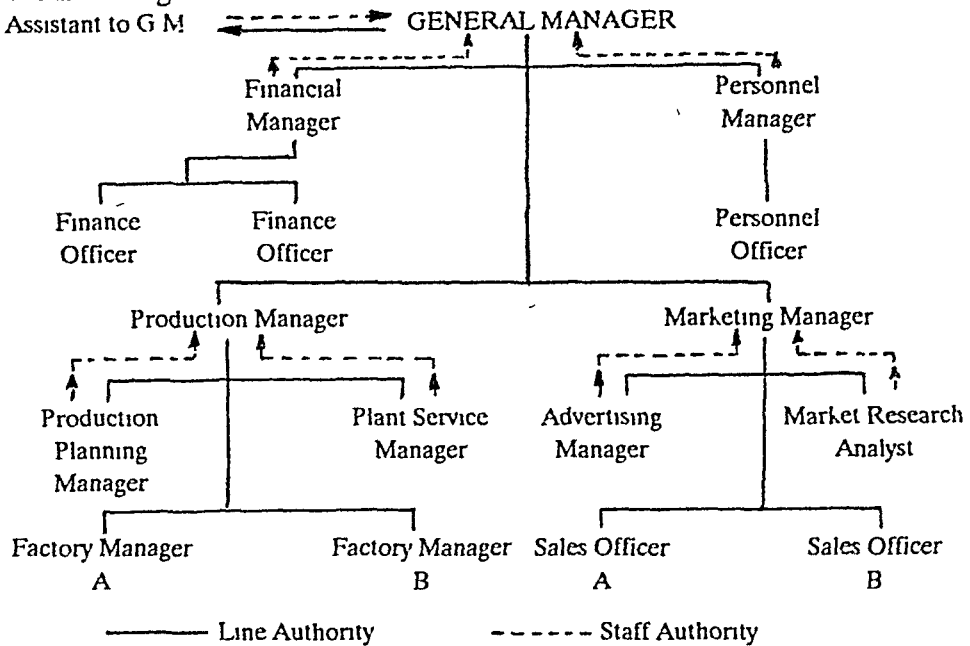 Assistant to G M
GENERAL MANAGER
Financial
Manager
Personnel
Manager
Finance
Officer
Finance
Officer
Personnel
Officer
Production Manager
Marketing Manager
Production
Planning
Manager
Plant Service
Manager
Advertising
Manager
Market Research
Analyst
Factory Manager
A
Factory Manager
B
Sales Officer
A
Sales Officer
B
Line Authority
Staff Authority